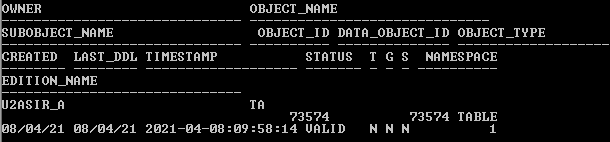 OWNER                          OBJECT_NAME
------------------------------ ------------------------------
SUBOBJECT_NAME                  OBJECT_ID DATA_OBJECT_ID OBJECT_TYPE
------------------------------ ---------- -------------- -------------------
CREATED  LAST_DDL TIMESTAMP           STATUS  T G S  NAMESPACE
-------- -------- ------------------- ------- - - - ----------
EDITION_NAME
------------------------------
U2ASIR_A                       TA
                                    73574          73574 TABLE
08/04/21 08/04/21 2021-04-08:09:58:14 VALID   N N N          1